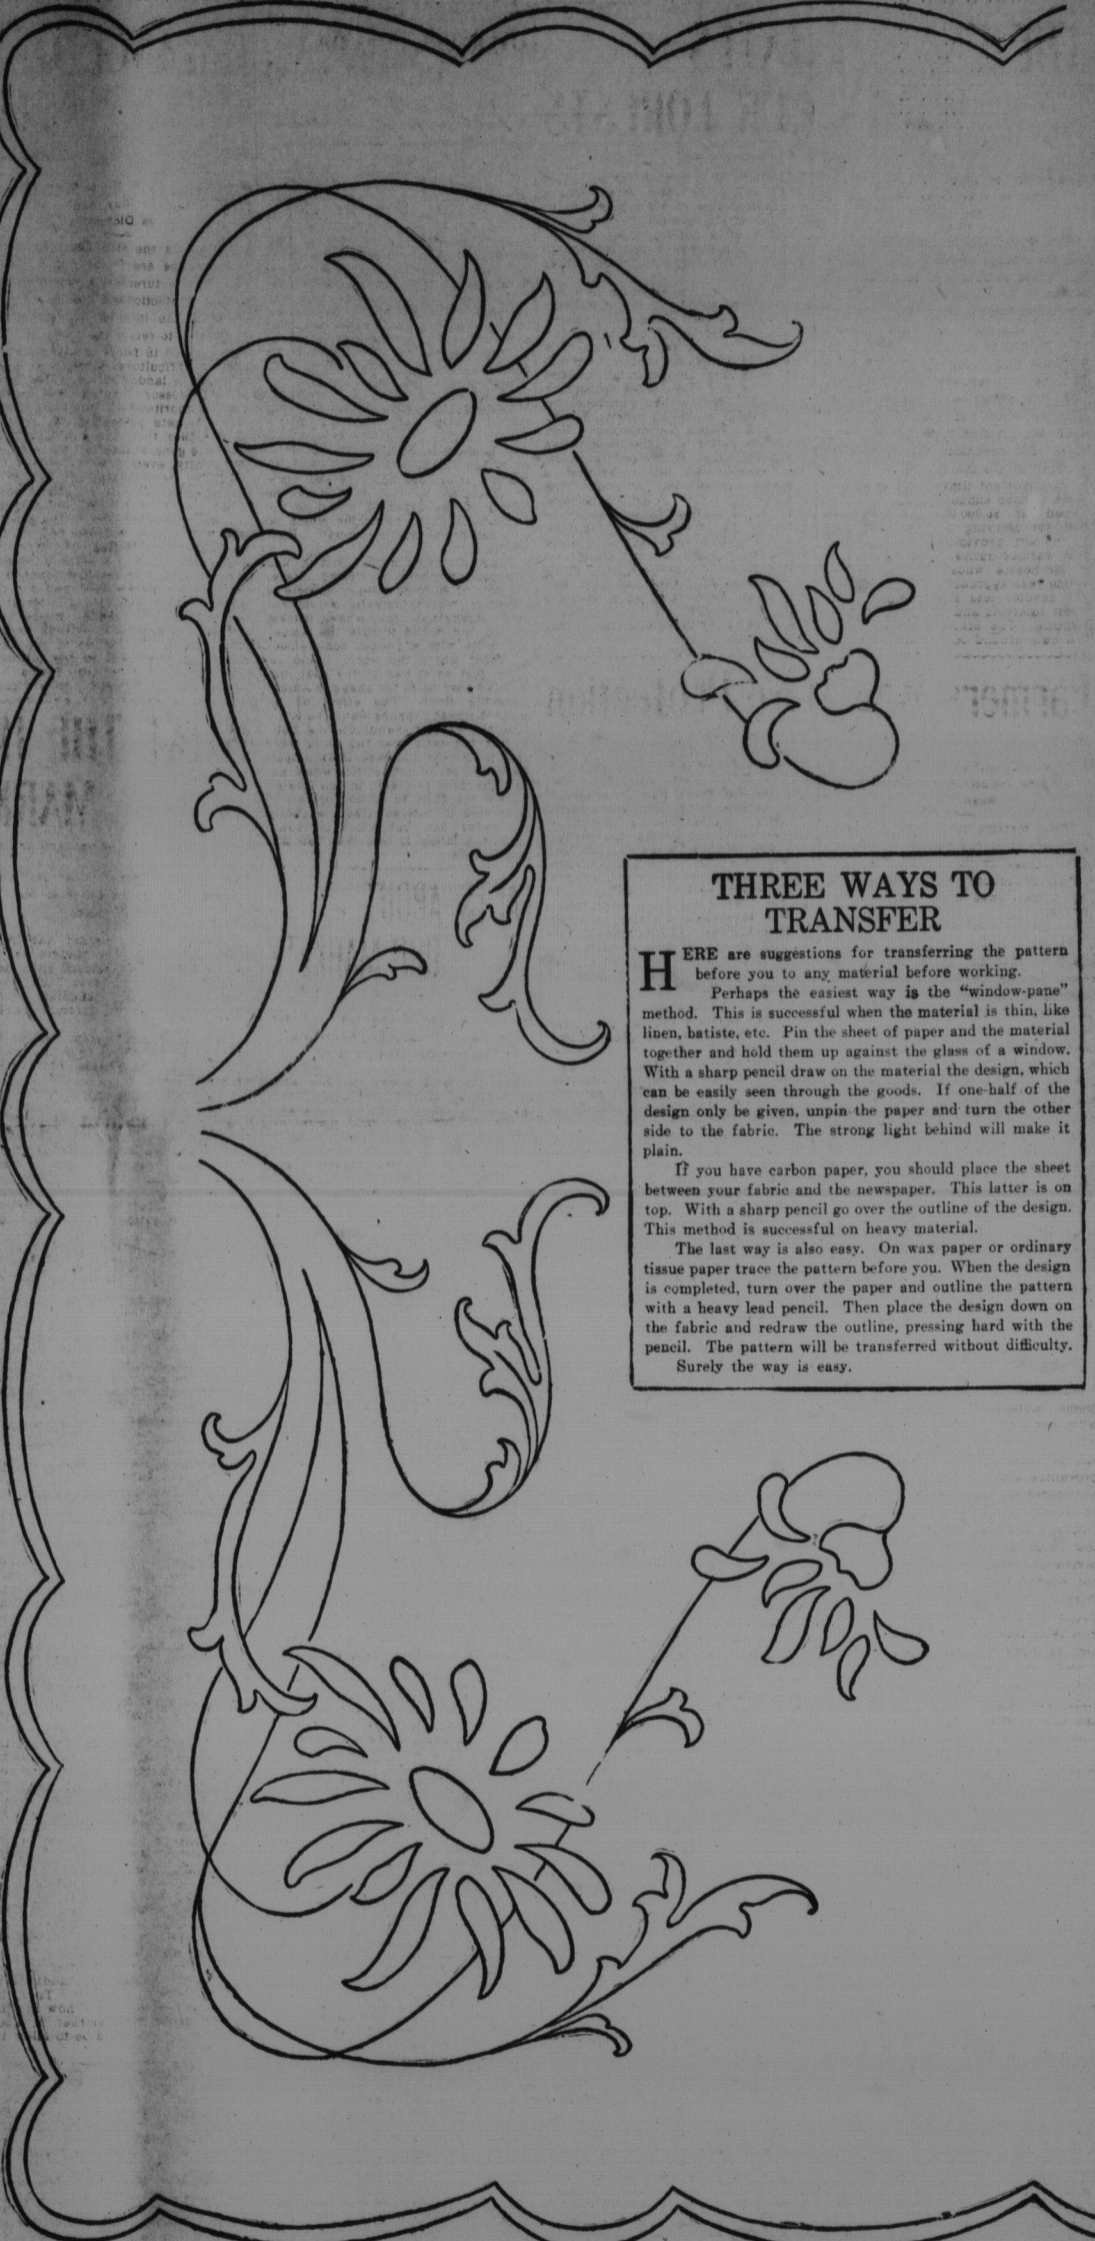 THREE WAYS TO
TRANSFER
HERE are suggestions for transferring the pattern
before you to any material before working.
Perhaps the easiest way is the “window-pane”
method. This is successful when the material is thin, like
linen, batiste, etc. Pin the sheet of paper and the material
together and hold them up against the glass of a window.
With a sharp pencil draw on the material the design, which
can be easily seen through the goods. If one-half of the
design only be given, unpin the paper and turn the other
side to the fabric. The strong light behind will make it
plain.
If you have carbon paper, you should place the sheet
between your fabric and the newspaper. This latter is on
top. With a sharp pencil go over the outline of the design.
This method is successful on heavy material.
The last way is also easy. On wax paper or ordinary
tissue paper trace the pattern before you. When the design
is completed, turn over the paper and outline the pattern
with a heavy lead pencil. Then place the design down on
the fabric and redraw the outline, pressing hard with the
pencil. The pattern will be transferred without difficulty.
Surely the way is easy.